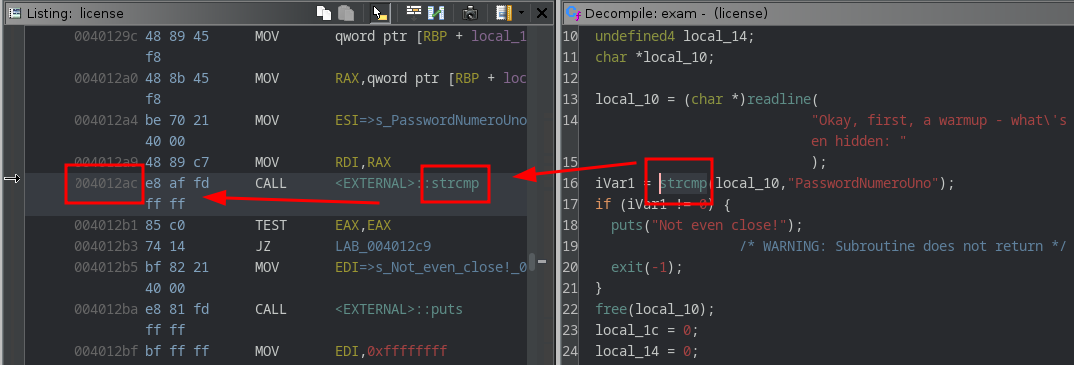 Listing: license
0040129c 48 89 45 MOV qword ptr [RBP + local_1
f8
004012a0 48 8b 45 MOV RAX,qword ptr [RBP + loc
f8
004012a4 be 70 21 MOV ESI=>s_PasswordNumeroUno
40 00
004012a9 48 89 c7 MOV RDI,RAX
004012ac e8 af fd CALL <EXTERNAL>::strcmp
ff ff
004012b1 85 c0 TEST EAX,EAX
004012b3 74 14 JZ LAB_004012c9
004012b5 bf 82 21 MOV EDI=>s_Not_even_close!_0
40 00
004012ba e8 81 fd CALL <EXTERNAL>::puts
ff ff
004012bf bf ff ff MOV EDI,0xffffffff
Decompile: exam - (license)
10 undefined4 local_14;
11 char *local_10;
12
13 local_10 = (char *)readline(
14 "Okay, first, a warmup - what\'s
en hidden: "
15 );
16 iVar1 = strcmp(local_10,"PasswordNumeroUno");
17 if (iVar1 != 0) {
18 puts("Not even close!");
19 /* WARNING: Subroutine does not return */
20 exit(-1);
21 }
22 free(local_10);
23 local_1c = 0;
24 local_14 = 0;